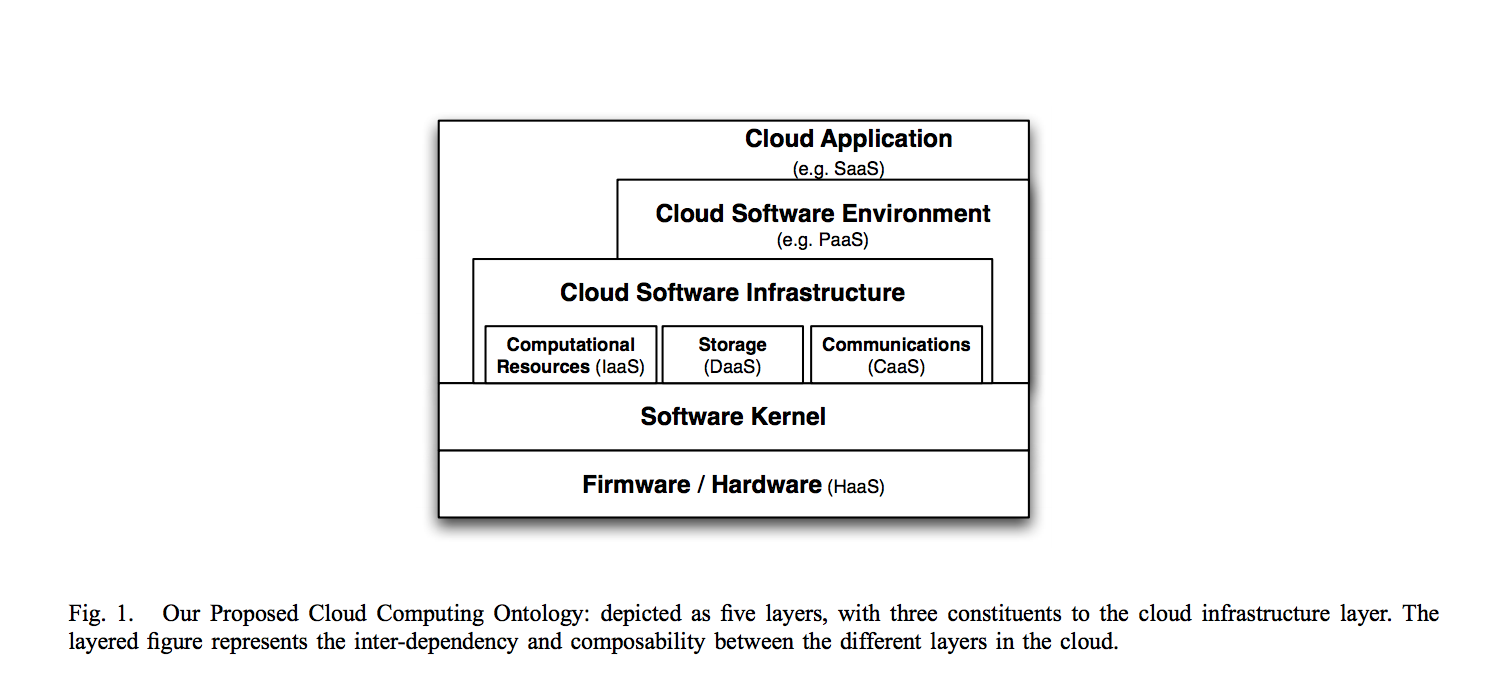 Cloud Application
(e.g. SaaS)
Cloud Software Environment
(e.g. PaaS)
Cloud Software Infrastructure
Computational
Resources (IaaS)
Storage
(DaaS)
Communications
(CaaS)
Software Kernel
Firmware / Hardware (HaaS)
Fig. 1. Our Proposed Cloud Computing Ontology: depicted as five layers, with three constituents to the cloud infrastructure layer. The
layered figure represents the inter-dependency and composability between the different layers in the cloud.